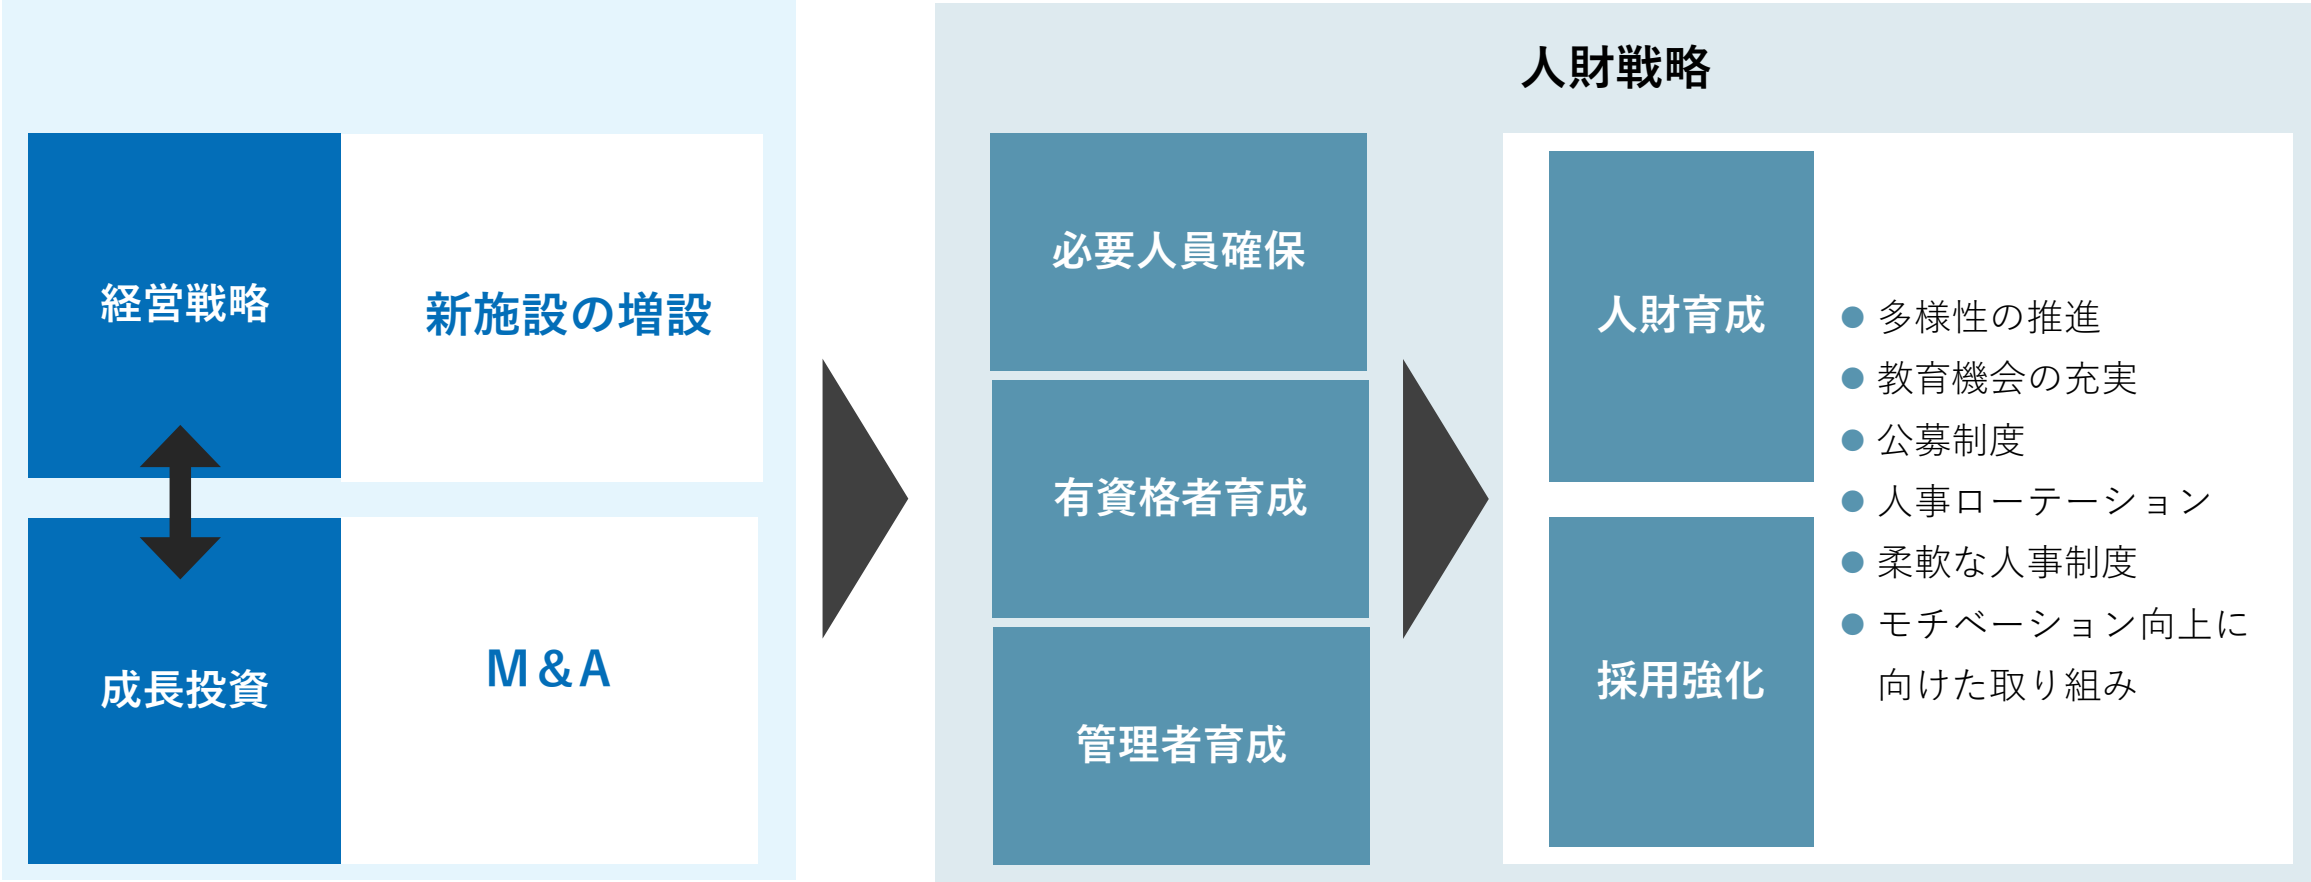 人財戦略
経営戦略
新施設の増設
成長投資
M&A
必要人員確保
有資格者育成
管理者育成
人財育成
採用強化
● 多様性の推進
● 教育機会の充実
● 公募制度
● 人事ローテーション
● 柔軟な人事制度
● モチベーション向上に
向けた取り組み